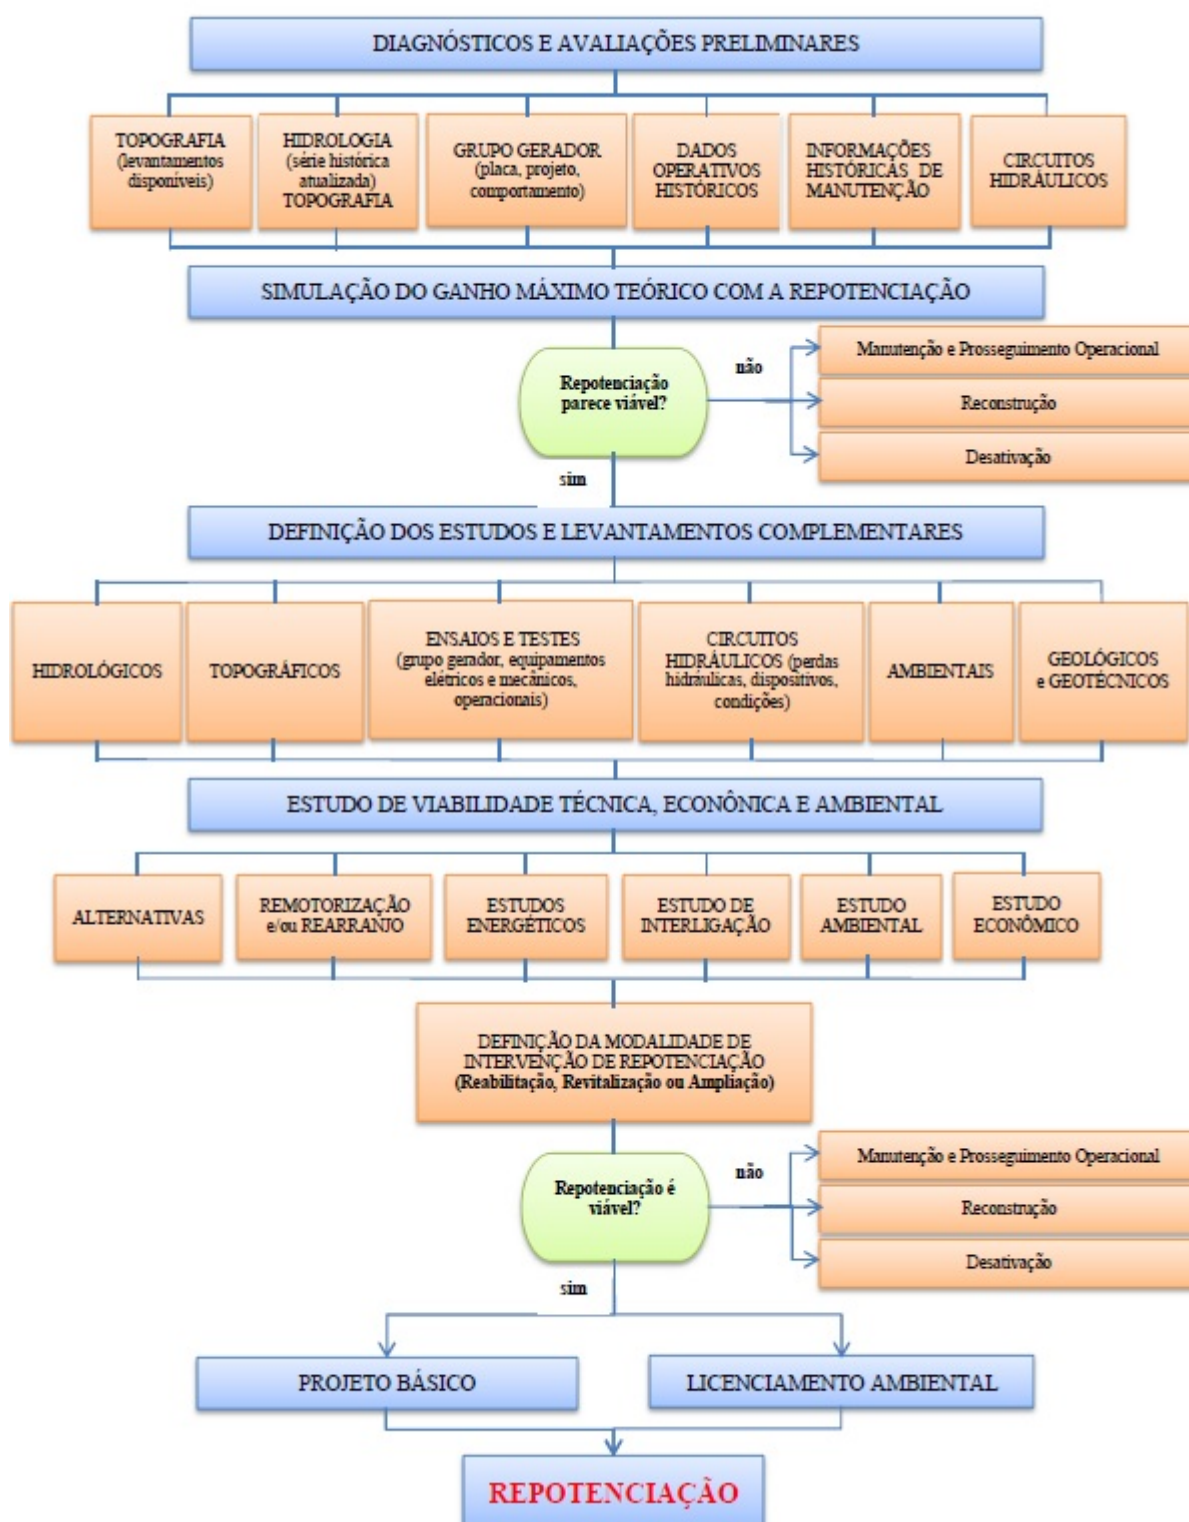 DIAGNÓSTICOS E AVALIAÇÕES PRELIMINARES
TOPOGRAFIA
(levantamentos
disponíveis)
HIDROLOGIA
(série histórica
atualizada)
TOPOGRAFIA
GRUPO GERADOR
(placa, projeto,
comportamento)
DADOS
OPERATIVOS
HISTÓRICOS
INFORMAÇÕES
HISTÓRICAS DE
MANUTENÇÃO
CIRCUITOS
HIDRÁULICOS
SIMULAÇÃO DO GANHO MÁXIMO TEÓRICO COM A REPOTENCIAÇÃO
Repotenciação
parece viável?
não
Manutenção e Prosseguimento Operacional
Reconstrução
Desativação
sim
DEFINIÇÃO DOS ESTUDOS E LEVANTAMENTOS COMPLEMENTARES
HIDROLÓGICOS
TOPOGRÁFICOS
ENSAIOS E TESTES
(grupo gerador, equipamentos
elétricos e mecânicos,
operacionais)
CIRCUITOS
HIDRÁULICOS (perdas
hidráulicas, dispositivos,
condições)
AMBIENTAIS
GEOLÓGICOS
e GEOTÉCNICOS
ESTUDO DE VIABILIDADE TÉCNICA, ECONÔNICA E AMBIENTAL
ALTERNATIVAS
REMOTORIZAÇÃO
e/ou REARRANJO
ESTUDOS
ENERGÉTICOS
ESTUDO DE
INTERLIGAÇÃO
ESTUDO
AMBIENTAL
ESTUDO
ECONÔMICO
DEFINIÇÃO DA MODALIDADE DE
INTERVENÇÃO DE REPOTENCIAÇÃO
(Reabilitação, Revitalização ou Ampliação)
Repotenciação é
viável?
não
Manutenção e Prosseguimento Operacional
Reconstrução
Desativação
sim
PROJETO BÁSICO
LICENCIAMENTO AMBIENTAL
REPOTENCIAÇÃO